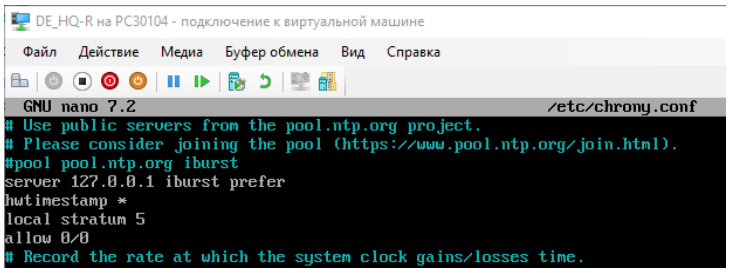 DE_HQ-R на PC30104 - подключение к виртуальной машине
Файл Действие Медиа Буфер обмена Вид Справка
GNU nano 7.2 /etc/chrony.conf
# Use public servers from the pool.ntp.org project.
# Please consider joining the pool (https://www.pool.ntp.org/join.html).
#pool pool.ntp.org iburst
server 127.0.0.1 iburst prefer
hwtimestamp *
local stratum 5
allow 0/0
# Record the rate at which the system clock gains/losses time.